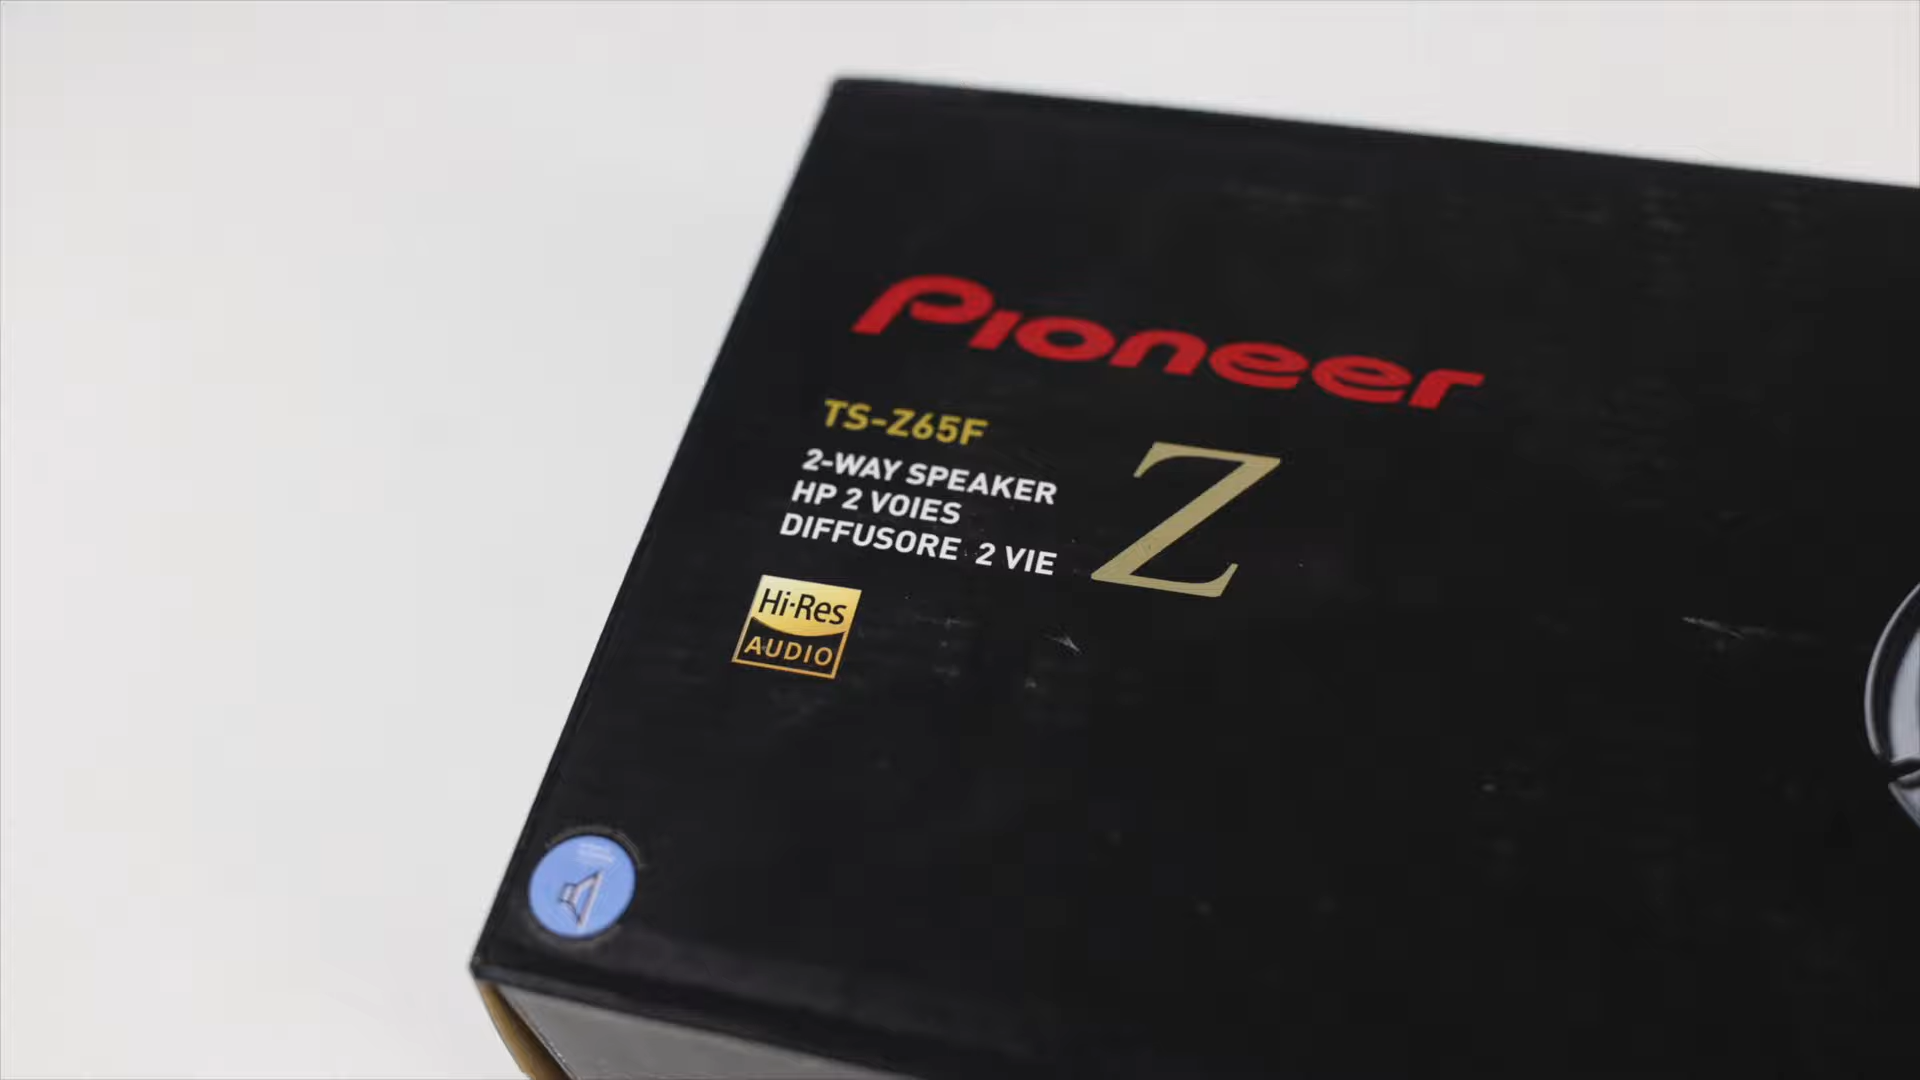 Pioneer
TS-Z65F
2-WAY SPEAKER
HP 2 VOIES
DIFFUSORE 2 VIE
Z
Hi-Res
AUDIO